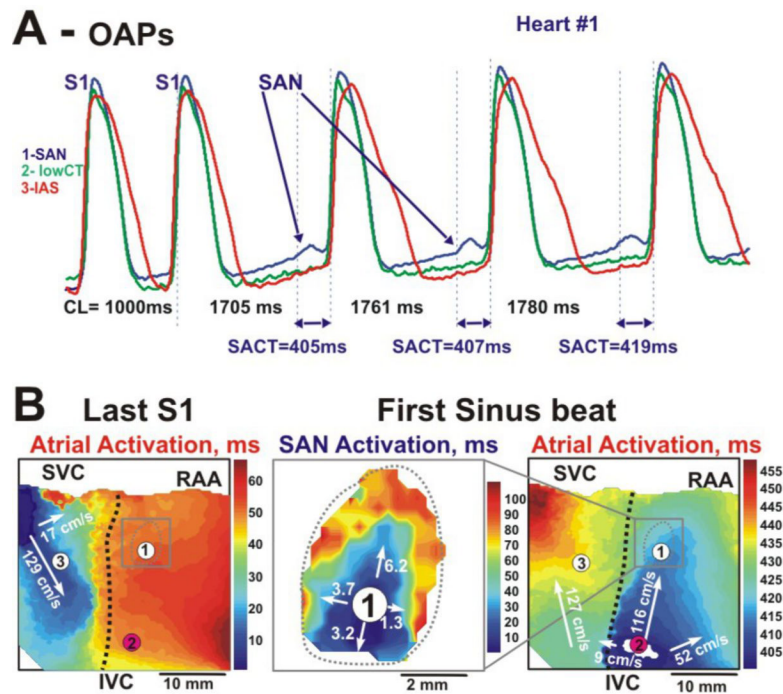 A - OAPs
Heart #1
S1 S1 SAN
1-SAN
2- lowCT
3-IAS
CL= 1000ms 1705 ms 1761 ms 1780 ms
SACT=405ms SACT=407ms SACT=419ms
B Last S1 First Sinus beat
Atrial Activation, ms SAN Activation, ms Atrial Activation, ms
SVC RAA
17 cm/s
129 cm/s
3
1
2
IVC 10 mm
60
50
40
30
20
10
6.2
3.7
1
1.3
3.2
2 mm
100
90
80
70
60
50
40
30
20
10
SVC RAA
1
3
127 cm/s
116 cm/s
2
9 cm/s
52 cm/s
IVC 10 mm
455
450
445
440
435
430
425
420
415
410
405
402